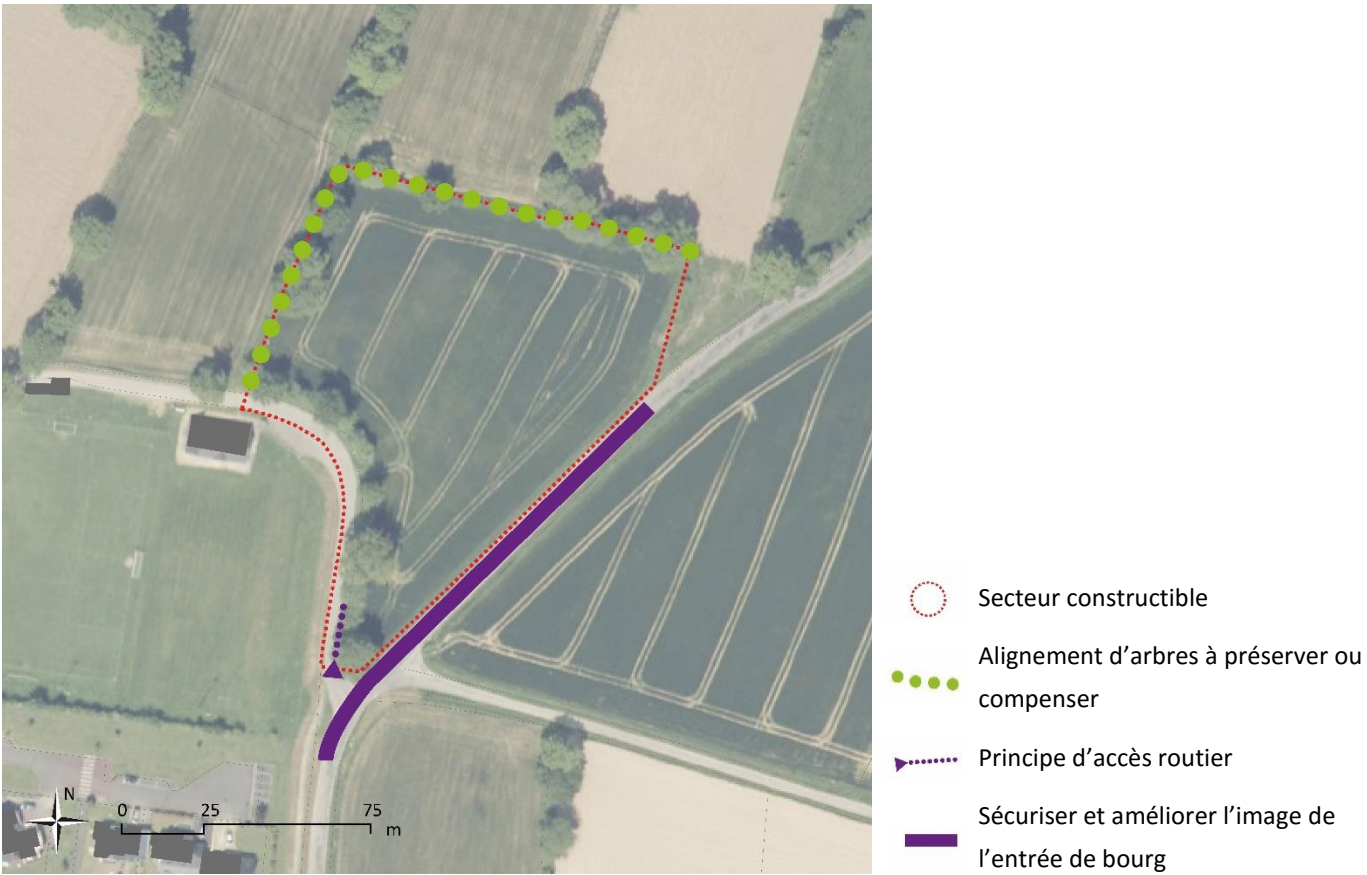 N
0 25 75
m
Secteur constructible
Alignement d'arbres à préserver ou
compenser
Principe d'accès routier
Sécuriser et améliorer l'image de
l'entrée de bourg